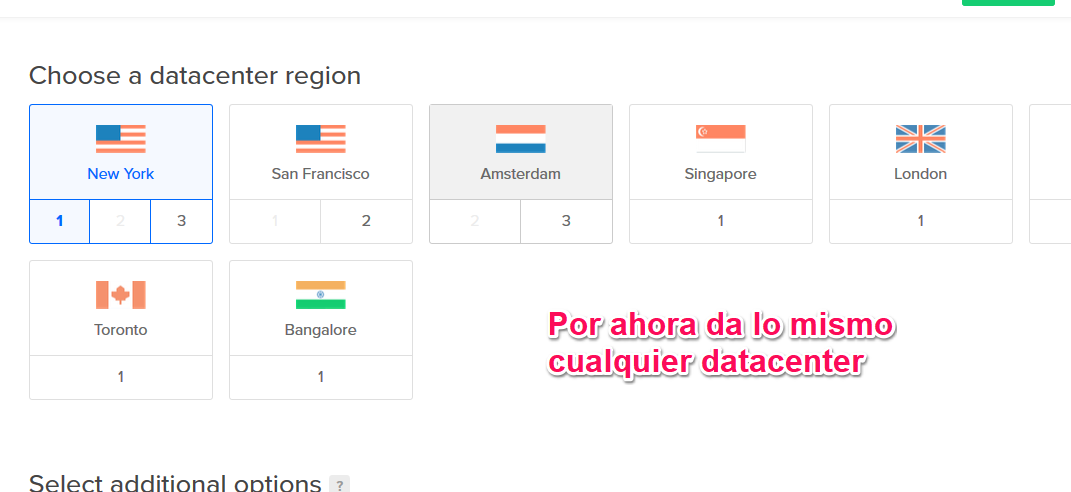 Choose a datacenter region
New York
San Francisco
Amsterdam
Singapore
London
1 2 3
1 2
2 3
1
1
Toronto
Bangalore
1
1
Por ahora da lo mismo
cualquier datacenter
Select additional options ?